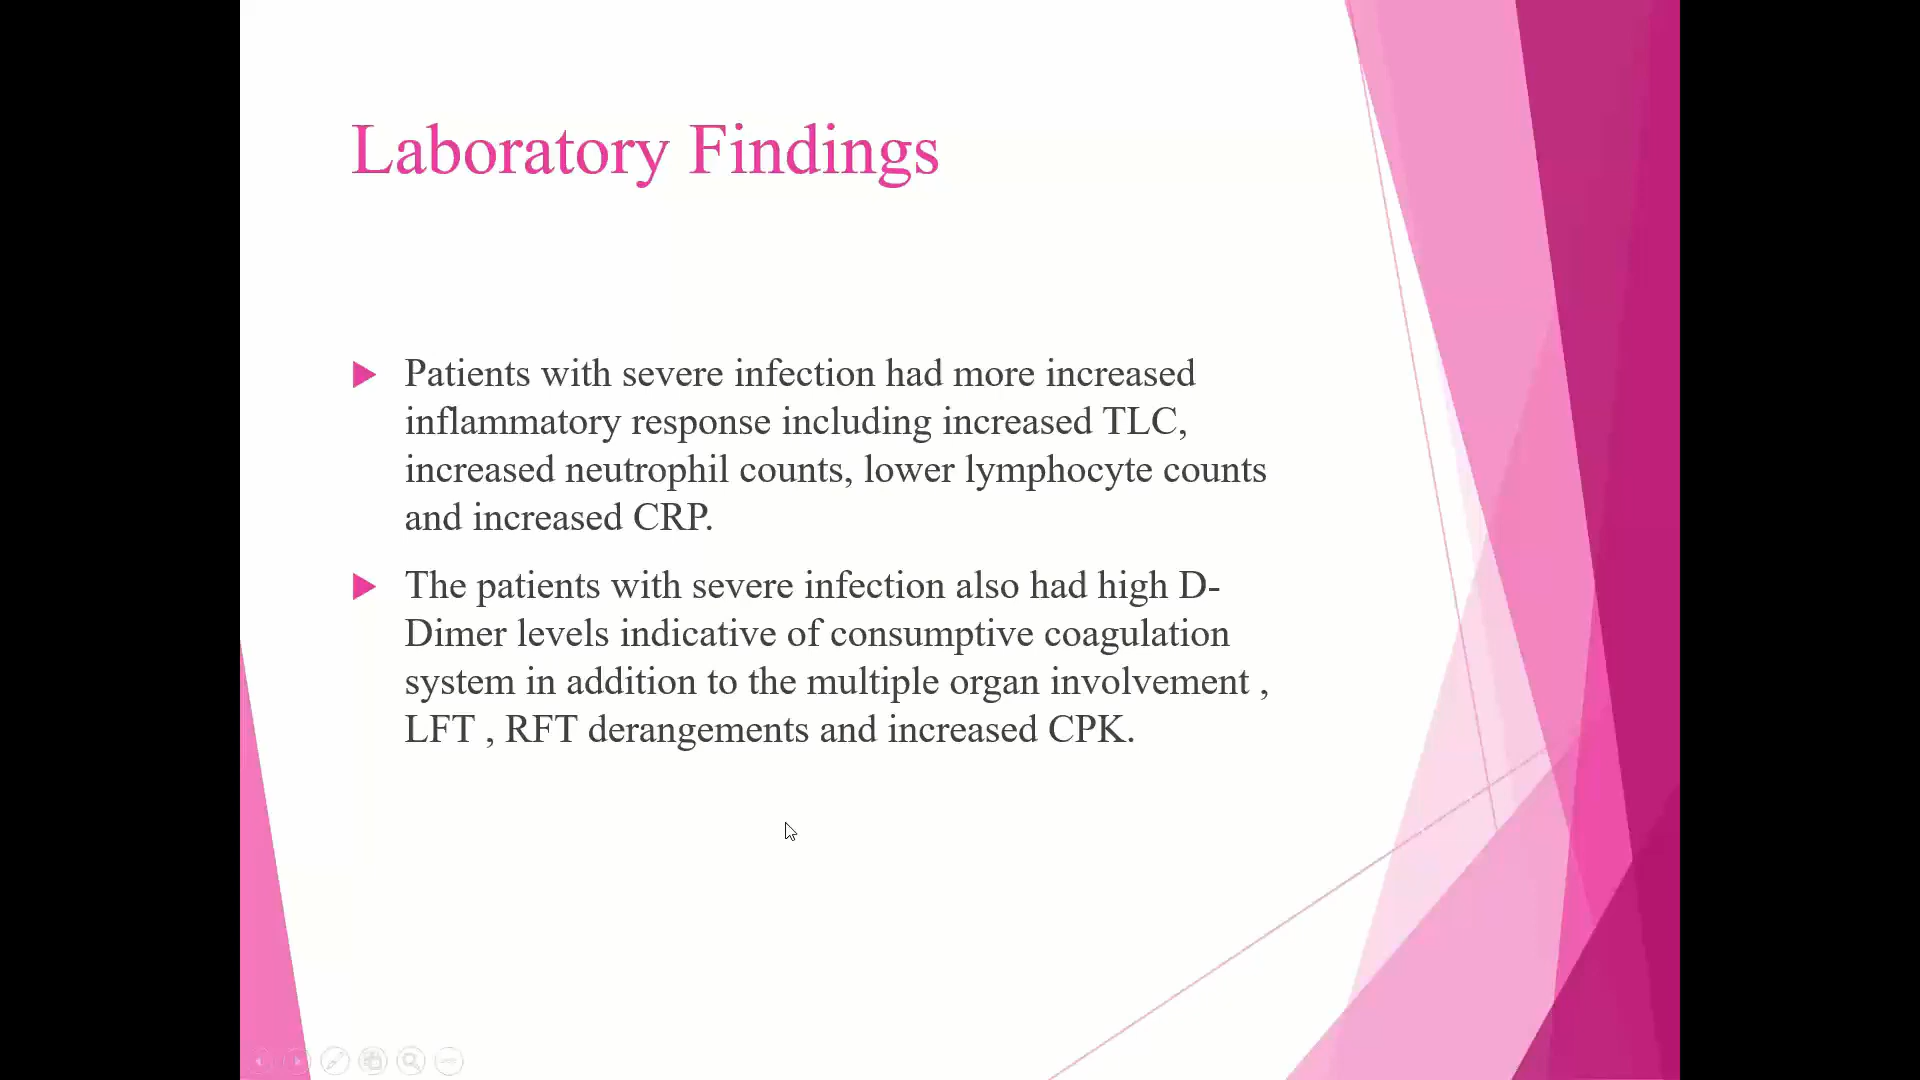 Laboratory Findings
Patients with severe infection had more increased
inflammatory response including increased TLC,
increased neutrophil counts, lower lymphocyte counts
and increased CRP.
The patients with severe infection also had high D-
Dimer levels indicative of consumptive coagulation
system in addition to the multiple organ involvement ,
LFT , RFT derangements and increased CPK.